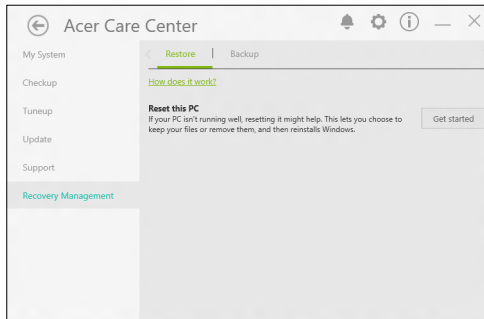 Acer Care Center
My System
Checkup
Tuneup
Update
Support
Recovery Management
Restore
Backup
How does it work?
Reset this PC
If your PC isn't running well, resetting it might help. This lets you choose to
keep your files or remove them, and then reinstalls Windows.
Get started